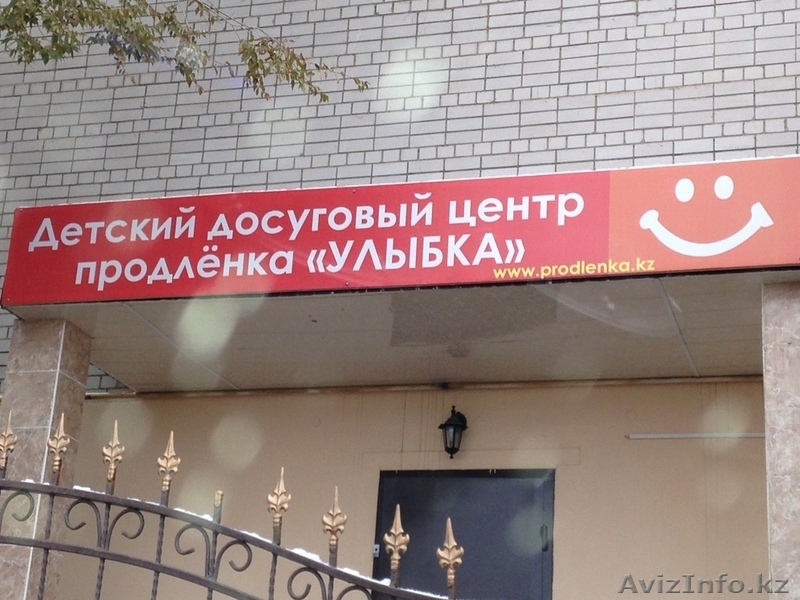 Детский досуговый центр
продлёнка «УЛЫБКА»
www.prodlenka.kz
AvizInfo.kz